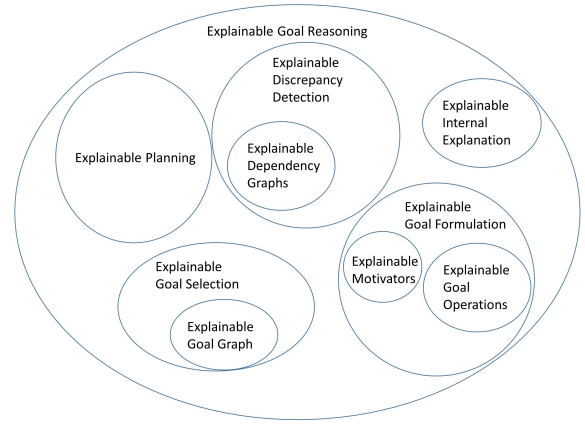 Explainable Goal Reasoning
Explainable
Discrepancy
Detection
Explainable
Internal
Explanation
Explainable Planning
Explainable
Dependency
Graphs
Explainable
Goal Formulation
Explainable
Motivators
Explainable
Goal
Operations
Explainable
Goal Selection
Explainable
Goal Graph